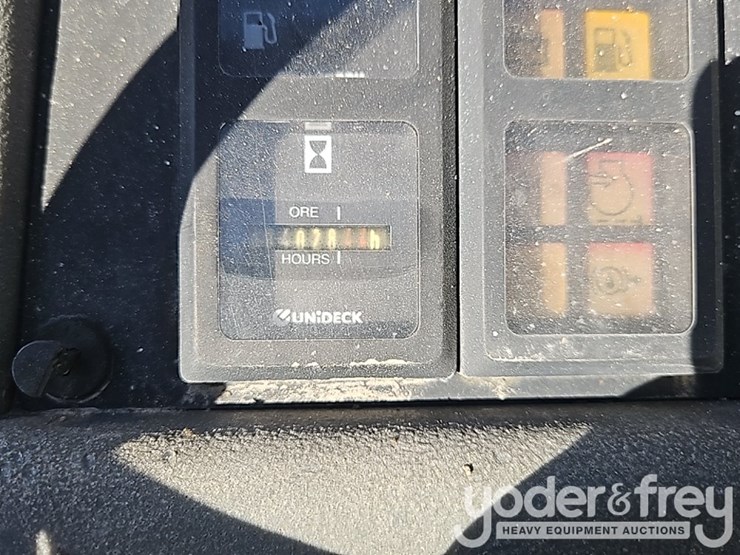 ORE
HOURS
UNIDECK
yoder&frey
HEAVY EQUIPMENT AUCTIONS